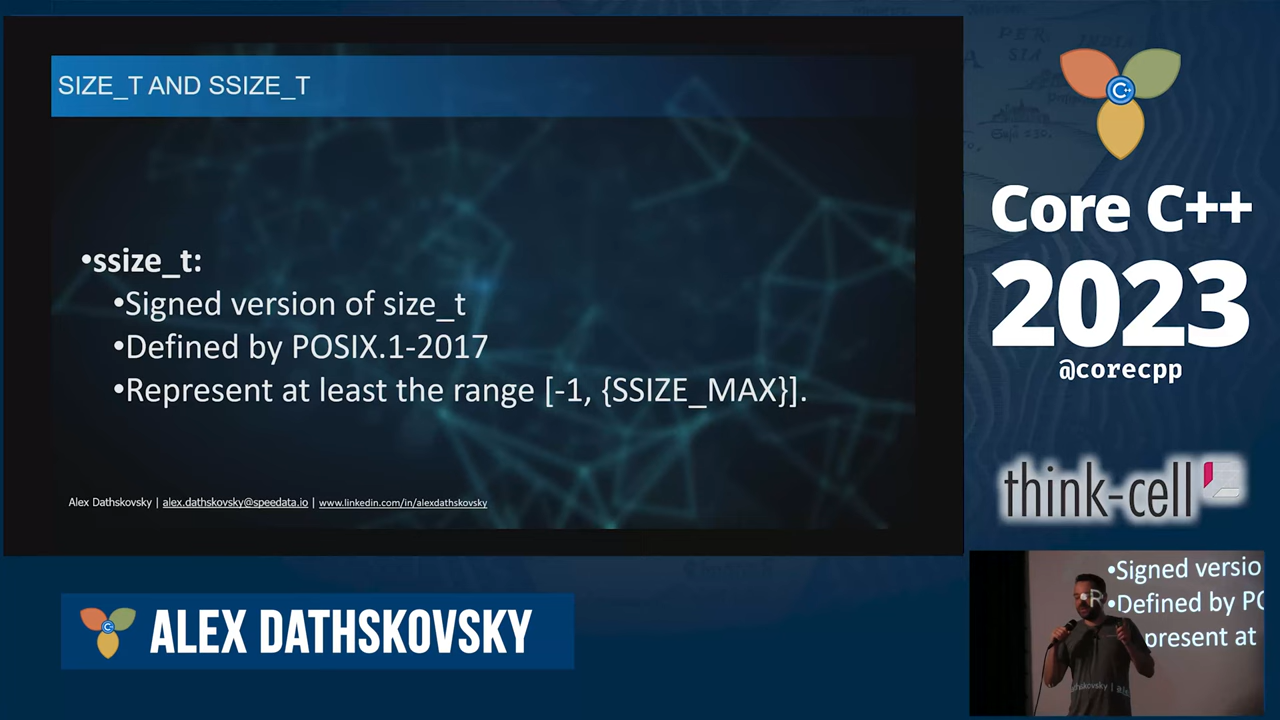 SIZE_T AND SSIZE_T
•ssize_t:
•Signed version of size_t
•Defined by POSIX.1-2017
•Represent at least the range [-1, {SSIZE_MAX}].
Alex Dathskovsky | alex.dathskovsky@speedata.io | www.linkedin.com/in/alexdathskovsky
C++
Core C++
2023
@corecpp
think-cell
C++
ALEX DATHSKOVSKY
•Signed versio
•R
•Defined by PO
present at